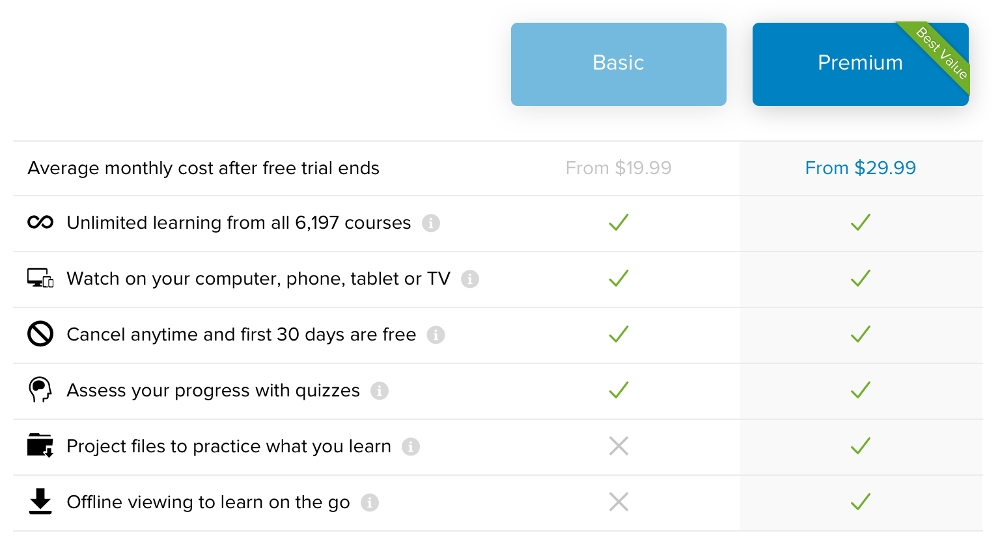 Basic
Premium
Best Value
Average monthly cost after free trial ends
From $19.99
From $29.99
Unlimited learning from all 6,197 courses
Watch on your computer, phone, tablet or TV
Cancel anytime and first 30 days are free
Assess your progress with quizzes
Project files to practice what you learn
Offline viewing to learn on the go